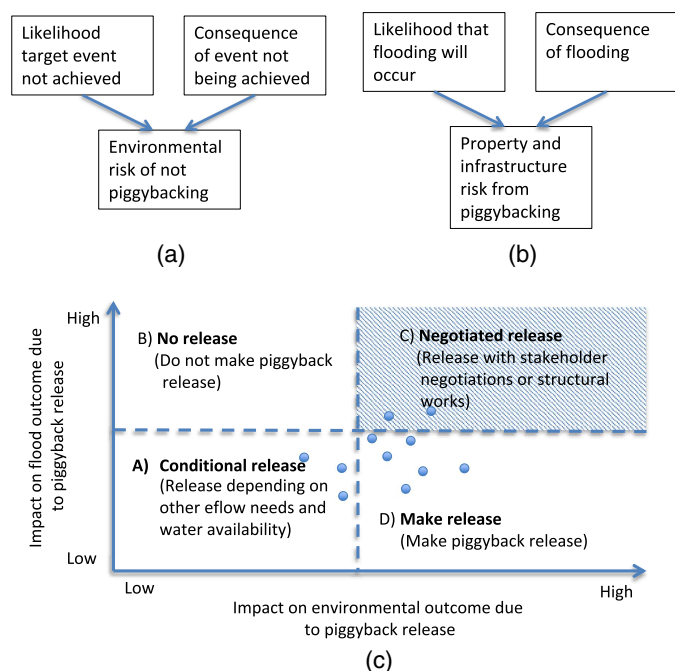 Likelihood
target event
not achieved
Consequence
of event not
being achieved
Environmental
risk of not
piggybacking
(a)
Likelihood that
flooding will
occur
Consequence
of flooding
Property and
infrastructure
risk from
piggybacking
(b)
Impact on flood outcome due
to piggyback release
High
Low
B) No release
(Do not make piggyback
release)
C) Negotiated release
(Release with stakeholder
negotiations or structural
works)
A) Conditional release
(Release depending on
other eflow needs and
water availability)
D) Make release
(Make piggyback release)
Low
High
Impact on environmental outcome due
to piggyback release
(c)